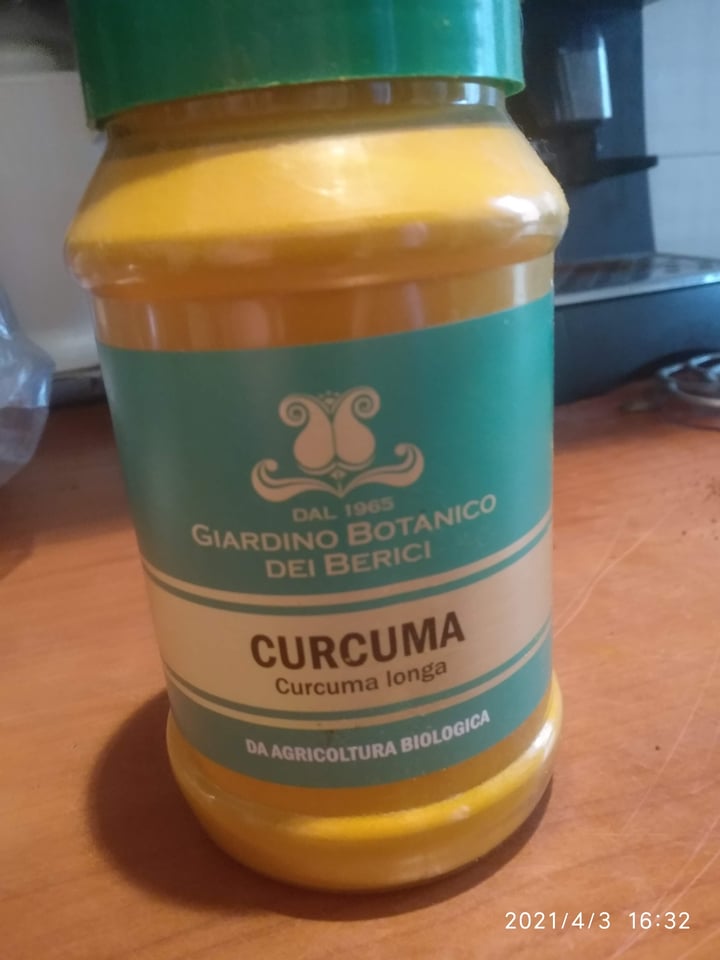 DAL 1965
GIARDINO BOTANICO
DEI BERICI
CURCUMA
Curcuma longa
DA AGRICOLTURA BIOLOGICA
2021/4/3 16:32